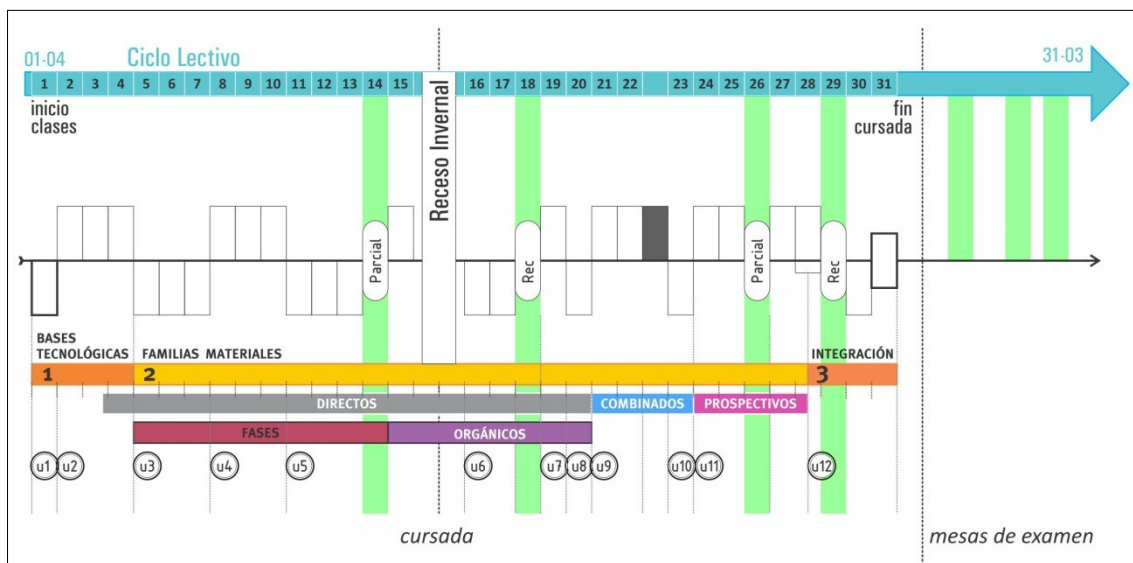 01-04 Ciclo Lectivo 31-03
1 2 3 4 5 6 7 8 9 10 11 12 13 14 15 16 17 18 19 20 21 22 23 24 25 26 27 28 29 30 31
inicio
clases
fin
cursada
Receso Invernal
Parcial
Rec
Parcial
Rec
BASES
TECNOLÓGICAS
FAMILIAS MATERIALES
INTEGRACIÓN
1 2 3
DIRECTOS COMBINADOS PROSPECTIVOS
FASES ORGÁNICOS
u1 u2 u3 u4 u5 u6 u7 u8 u9 u10 u11 u12
cursada mesas de examen